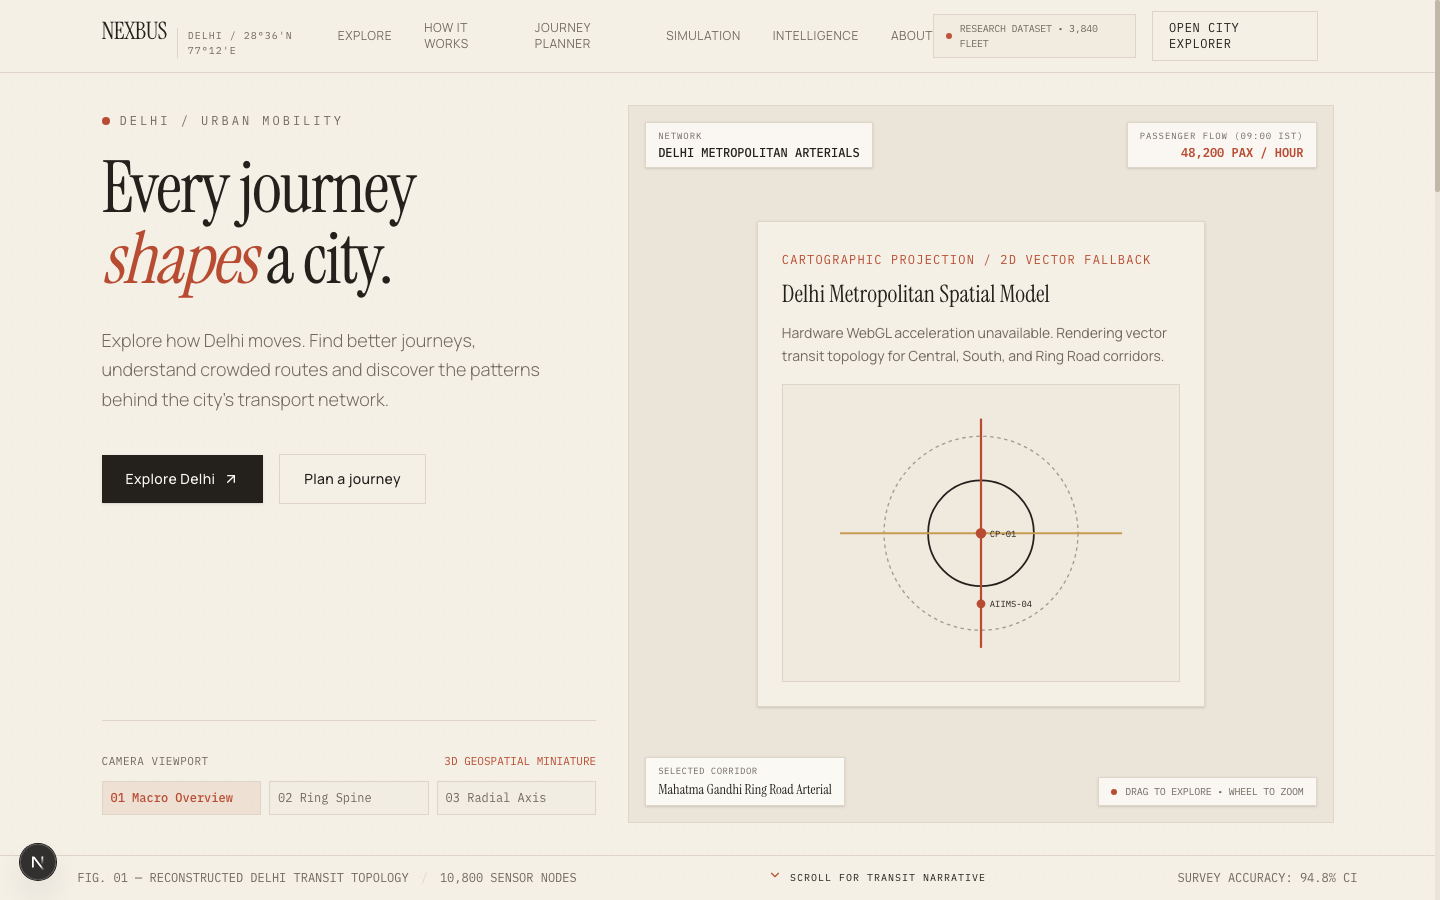 NEXBUS
DELHI / 28°36'N
77°12'E
EXPLORE
HOW IT
WORKS
JOURNEY
PLANNER
SIMULATION
INTELLIGENCE
ABOUT
RESEARCH DATASET • 3,840
FLEET
OPEN CITY
EXPLORER
DELHI / URBAN MOBILITY
Every journey
shapes a city.
Explore how Delhi moves. Find better journeys,
understand crowded routes and discover the patterns
behind the city's transport network.
Explore Delhi
Plan a journey
CAMERA VIEWPORT
3D GEOSPATIAL MINIATURE
01 Macro Overview
02 Ring Spine
03 Radial Axis
NETWORK
DELHI METROPOLITAN ARTERIALS
PASSENGER FLOW (09:00 IST)
48,200 PAX / HOUR
CARTOGRAPHIC PROJECTION / 2D VECTOR FALLBACK
Delhi Metropolitan Spatial Model
Hardware WebGL acceleration unavailable. Rendering vector
transit topology for Central, South, and Ring Road corridors.
CP-01
AIIMS-04
SELECTED CORRIDOR
Mahatma Gandhi Ring Road Arterial
DRAG TO EXPLORE • WHEEL TO ZOOM
N
FIG. 01 — RECONSTRUCTED DELHI TRANSIT TOPOLOGY / 10,800 SENSOR NODES
SCROLL FOR TRANSIT NARRATIVE
SURVEY ACCURACY: 94.8% CI